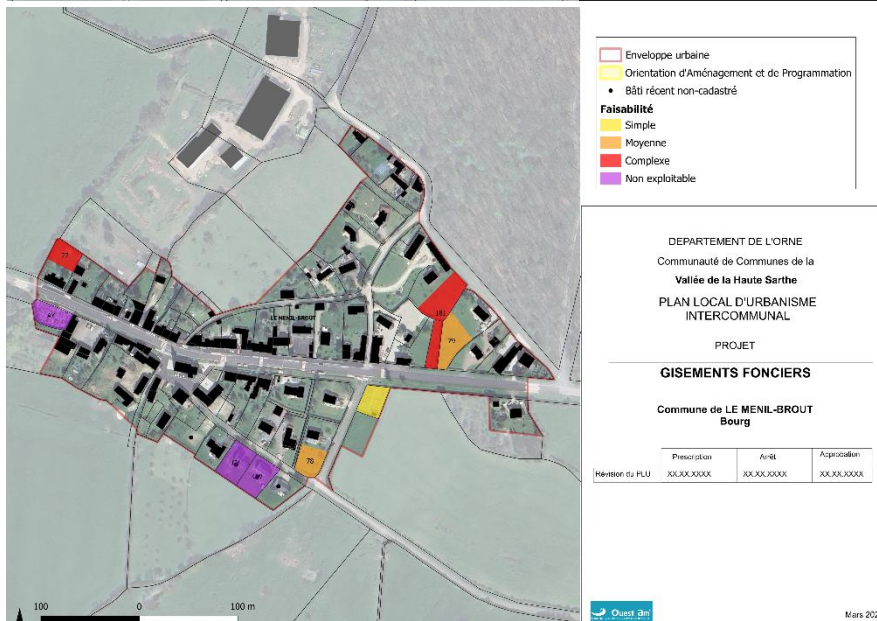 Enveloppe urbaine
Orientation d'Aménagement et de Programmation
Bâti récent non-cadastré
Faisabilité
Simple
Moyenne
Complexe
Non exploitable
DEPARTEMENT DE L'ORNE
Communauté de Communes de la
Vallée de la Haute Sarthe
PLAN LOCAL D'URBANISME
INTERCOMMUNAL
PROJET
GISEMENTS FONCIERS
Commune de LE MENIL-BROUT
Bourg
Prescription Arrêt Approbation
Révision du PLU XX.XX.XXXX XX.XX.XXXX XX.XX.XXXX
77
181
79
LE MENIL-BROUT
78
100 0 100 m
Ouest am'
Mars 202